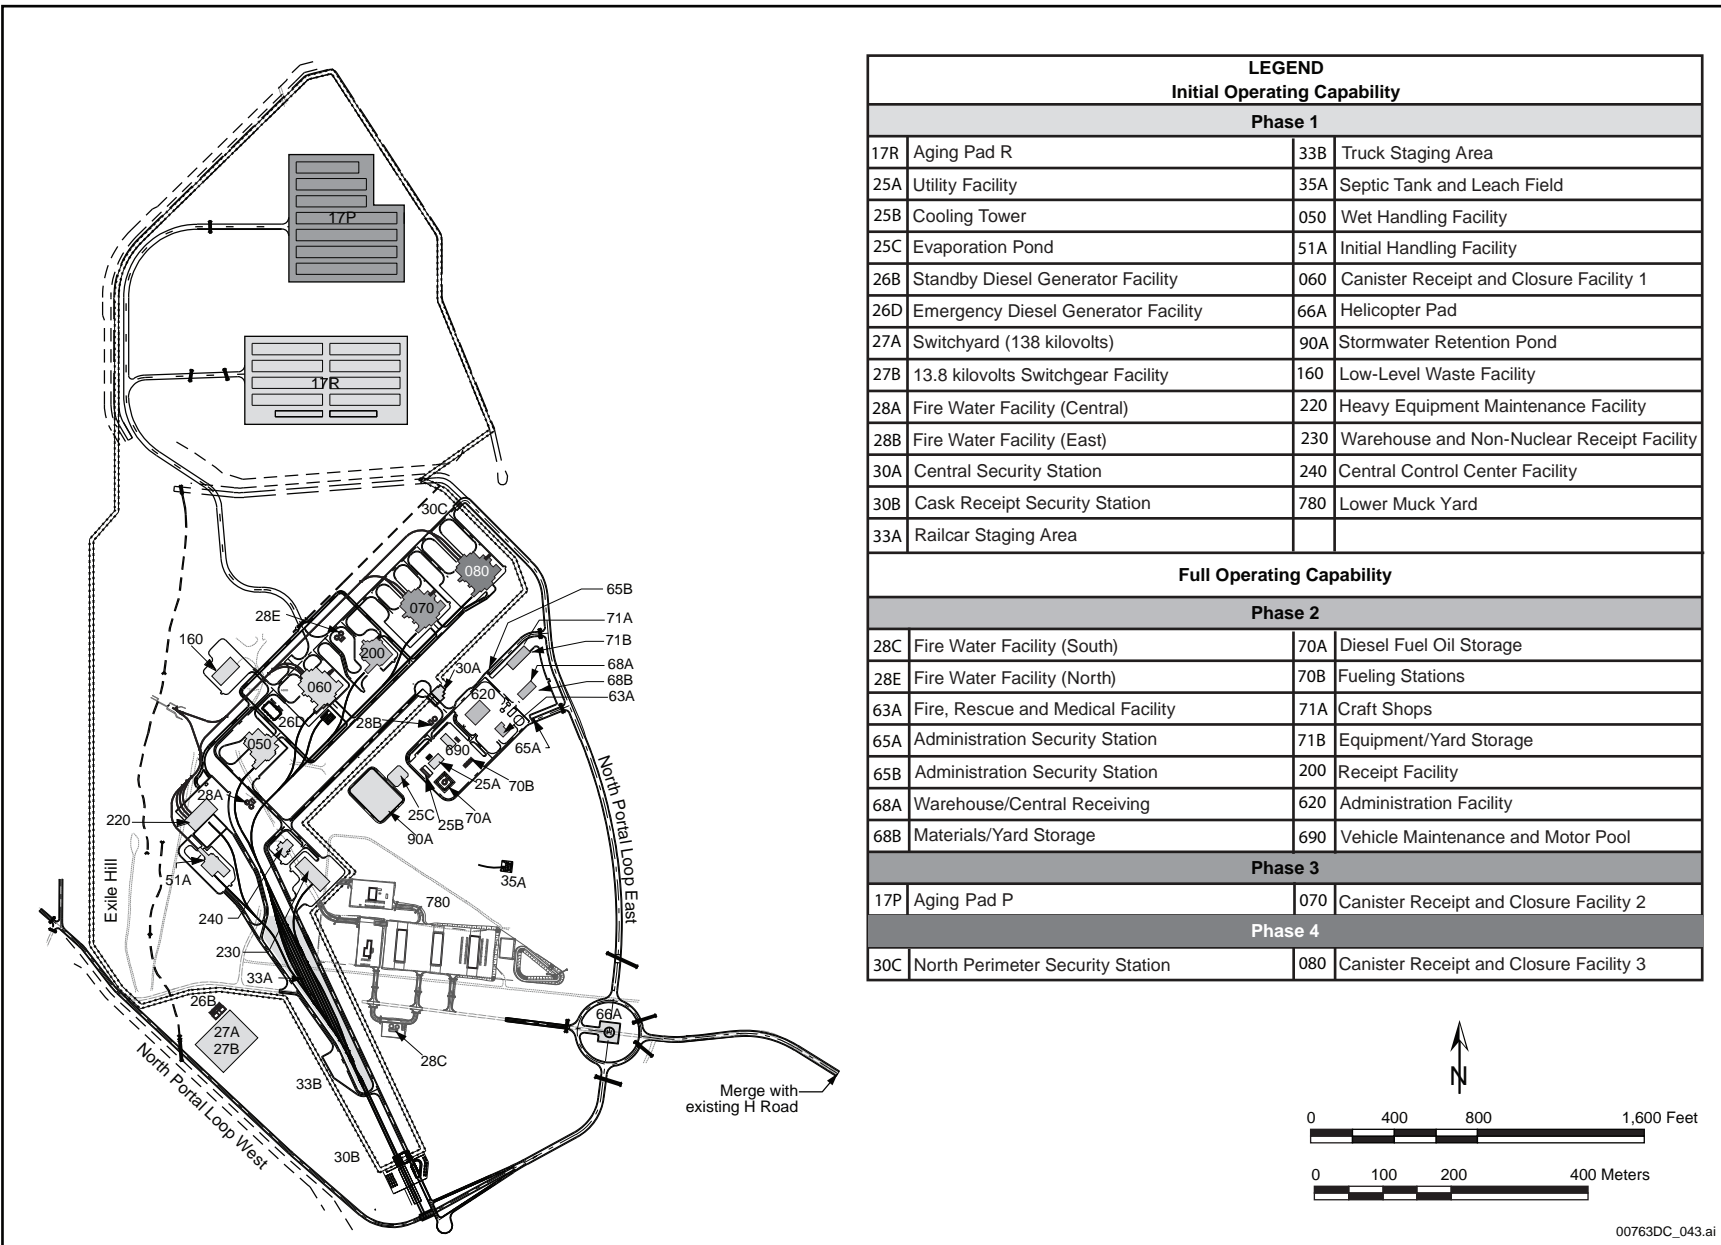 LEGEND
Initial Operating Capability
Phase 1
17R Aging Pad R 33B Truck Staging Area
25A Utility Facility 35A Septic Tank and Leach Field
25B Cooling Tower 050 Wet Handling Facility
25C Evaporation Pond 51A Initial Handling Facility
26B Standby Diesel Generator Facility 060 Canister Receipt and Closure Facility 1
26D Emergency Diesel Generator Facility 66A Helicopter Pad
27A Switchyard (138 kilovolts) 90A Stormwater Retention Pond
27B 13.8 kilovolts Switchgear Facility 160 Low-Level Waste Facility
28A Fire Water Facility (Central) 220 Heavy Equipment Maintenance Facility
28B Fire Water Facility (East) 230 Warehouse and Non-Nuclear Receipt Facility
30A Central Security Station 240 Central Control Center Facility
30B Cask Receipt Security Station 780 Lower Muck Yard
33A Railcar Staging Area
Full Operating Capability
Phase 2
28C Fire Water Facility (South) 70A Diesel Fuel Oil Storage
28E Fire Water Facility (North) 70B Fueling Stations
63A Fire, Rescue and Medical Facility 71A Craft Shops
65A Administration Security Station 71B Equipment/Yard Storage
65B Administration Security Station 200 Receipt Facility
68A Warehouse/Central Receiving 620 Administration Facility
68B Materials/Yard Storage 690 Vehicle Maintenance and Motor Pool
Phase 3
17P Aging Pad P 070 Canister Receipt and Closure Facility 2
Phase 4
30C North Perimeter Security Station 080 Canister Receipt and Closure Facility 3
17P
17R
30C
080
65B
070
28E
71A
160
71B
200
30A
68A
060
620
68B
63A
26D
28B
050
690
65A
25A
70B
28A
25C
25B
70A
220
90A
51A
35A
Exile Hill
North Portal Loop East
780
240
230
33A
26B
66A
27A
27B
28C
33B
North Portal Loop West
Merge with
existing H Road
30B
N
0 400 800 1,600 Feet
0 100 200 400 Meters
00763DC_043.ai